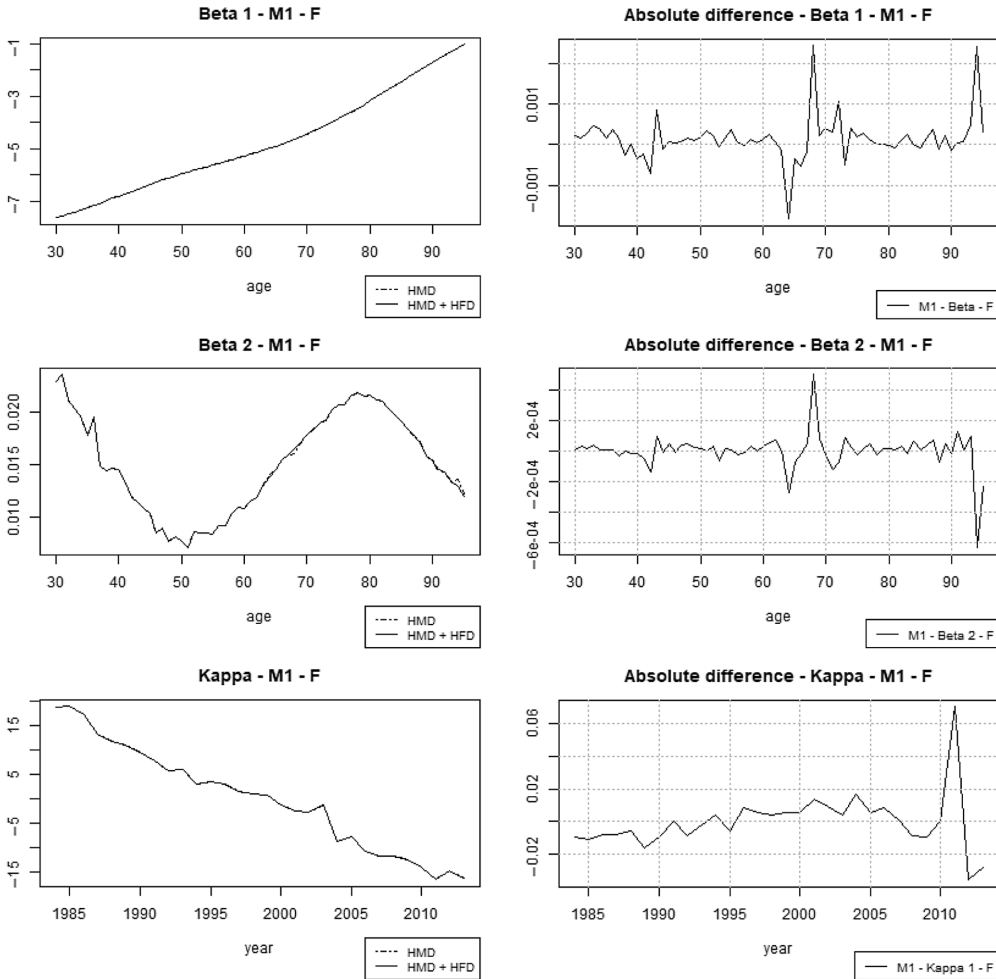 Beta 1 - M1 - F
−1
−3
−5
−7
30 40 50 60 70 80 90
age
HMD
HMD + HFD
Absolute difference - Beta 1 - M1 - F
0.001
−0.001
30 40 50 60 70 80 90
age
M1 - Beta - F
Beta 2 - M1 - F
0.020
0.015
0.010
30 40 50 60 70 80 90
age
HMD
HMD + HFD
Absolute difference - Beta 2 - M1 - F
2e-04
−2e-04
−6e-04
30 40 50 60 70 80 90
age
M1 - Beta 2 - F
Kappa - M1 - F
15
5
−5
−15
1985 1990 1995 2000 2005 2010
year
HMD
HMD + HFD
Absolute difference - Kappa - M1 - F
0.06
0.02
−0.02
1985 1990 1995 2000 2005 2010
year
M1 - Kappa 1 - F